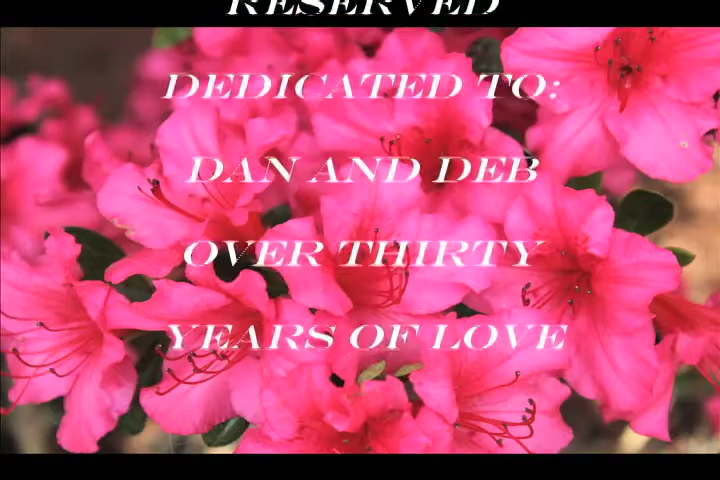 RESERVED
DEDICATED TO:
DAN AND DEB
OVER THIRTY
YEARS OF LOVE